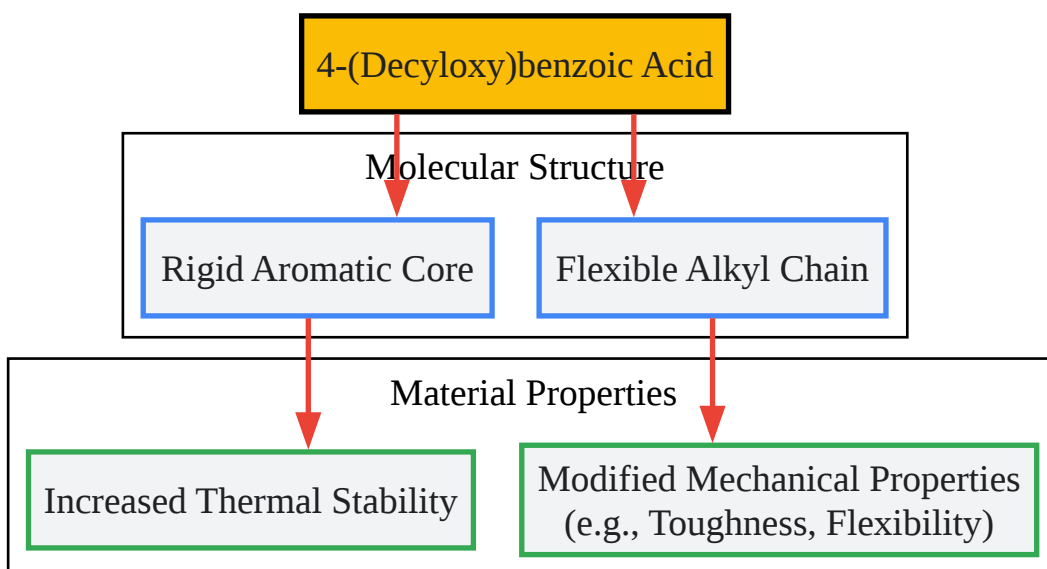 4-(Decyloxy)benzoic Acid
Molecular Structure
Rigid Aromatic Core
Flexible Alkyl Chain
Material Properties
Increased Thermal Stability
Modified Mechanical Properties
(e.g., Toughness, Flexibility)